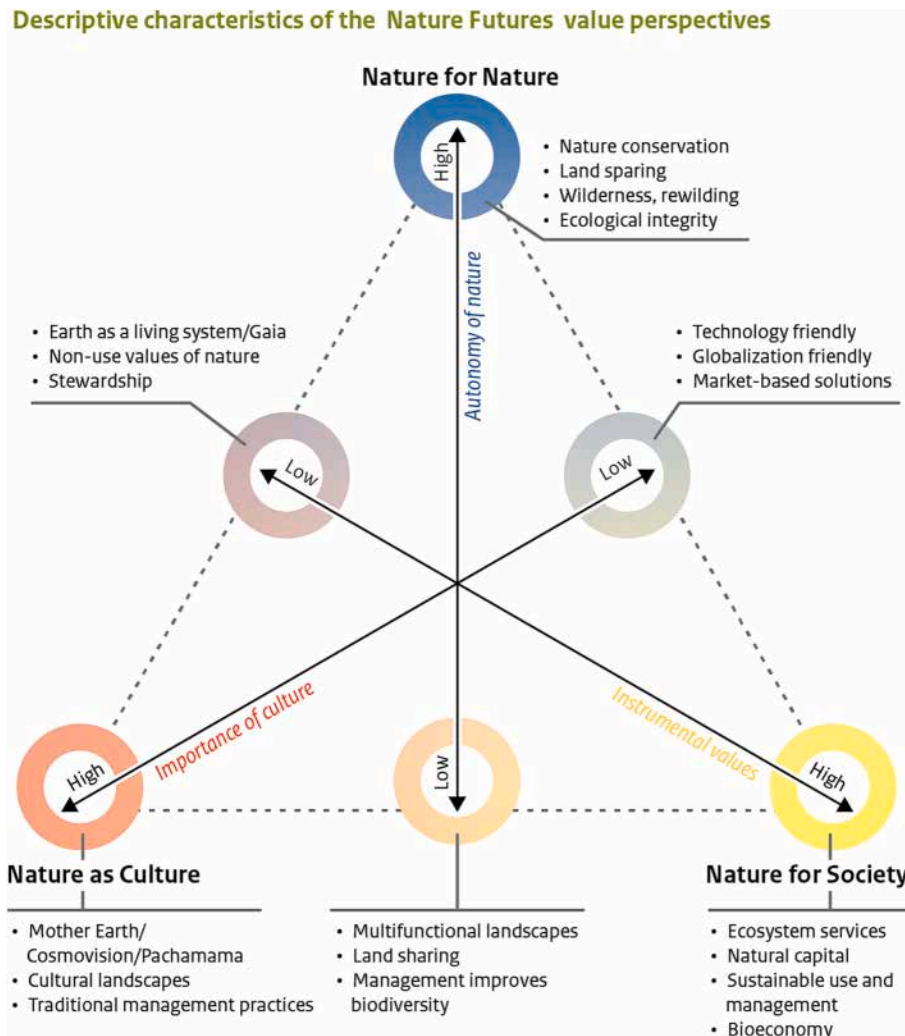 Descriptive characteristics of the Nature Futures value perspectives
Nature for Nature
High
• Nature conservation
• Land sparing
• Wilderness, rewilding
• Ecological integrity
Autonomy of nature
• Earth as a living system/Gaia
• Non-use values of nature
• Stewardship
• Technology friendly
• Globalization friendly
• Market-based solutions
Low
Low
Importance of culture
Instrumental values
High
Low
High
Nature as Culture
Nature for Society
• Mother Earth/
Cosmovision/Pachamama
• Cultural landscapes
• Traditional management practices
• Multifunctional landscapes
• Land sharing
• Management improves
biodiversity
• Ecosystem services
• Natural capital
• Sustainable use and
management
• Bioeconomy